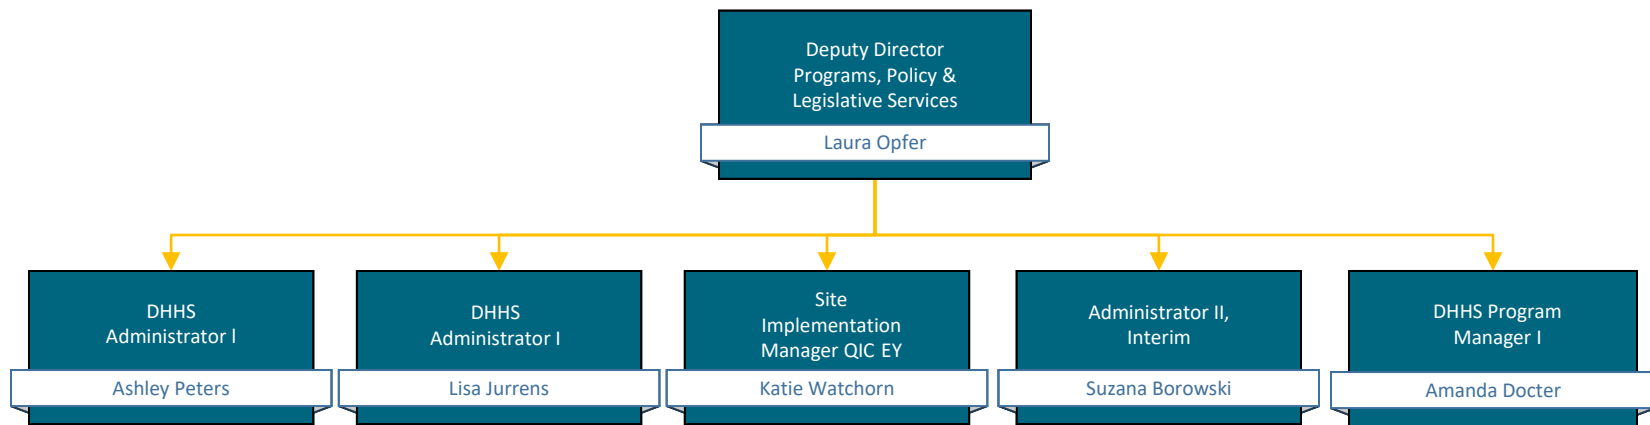 Deputy Director
Programs, Policy &
Legislative Services
Laura Opfer
DHHS
Administrator l
Ashley Peters
DHHS
Administrator I
Lisa Jurrens
Site
Implementation
Manager QIC EY
Katie Watchorn
Administrator II,
Interim
Suzana Borowski
DHHS Program
Manager I
Amanda Docter